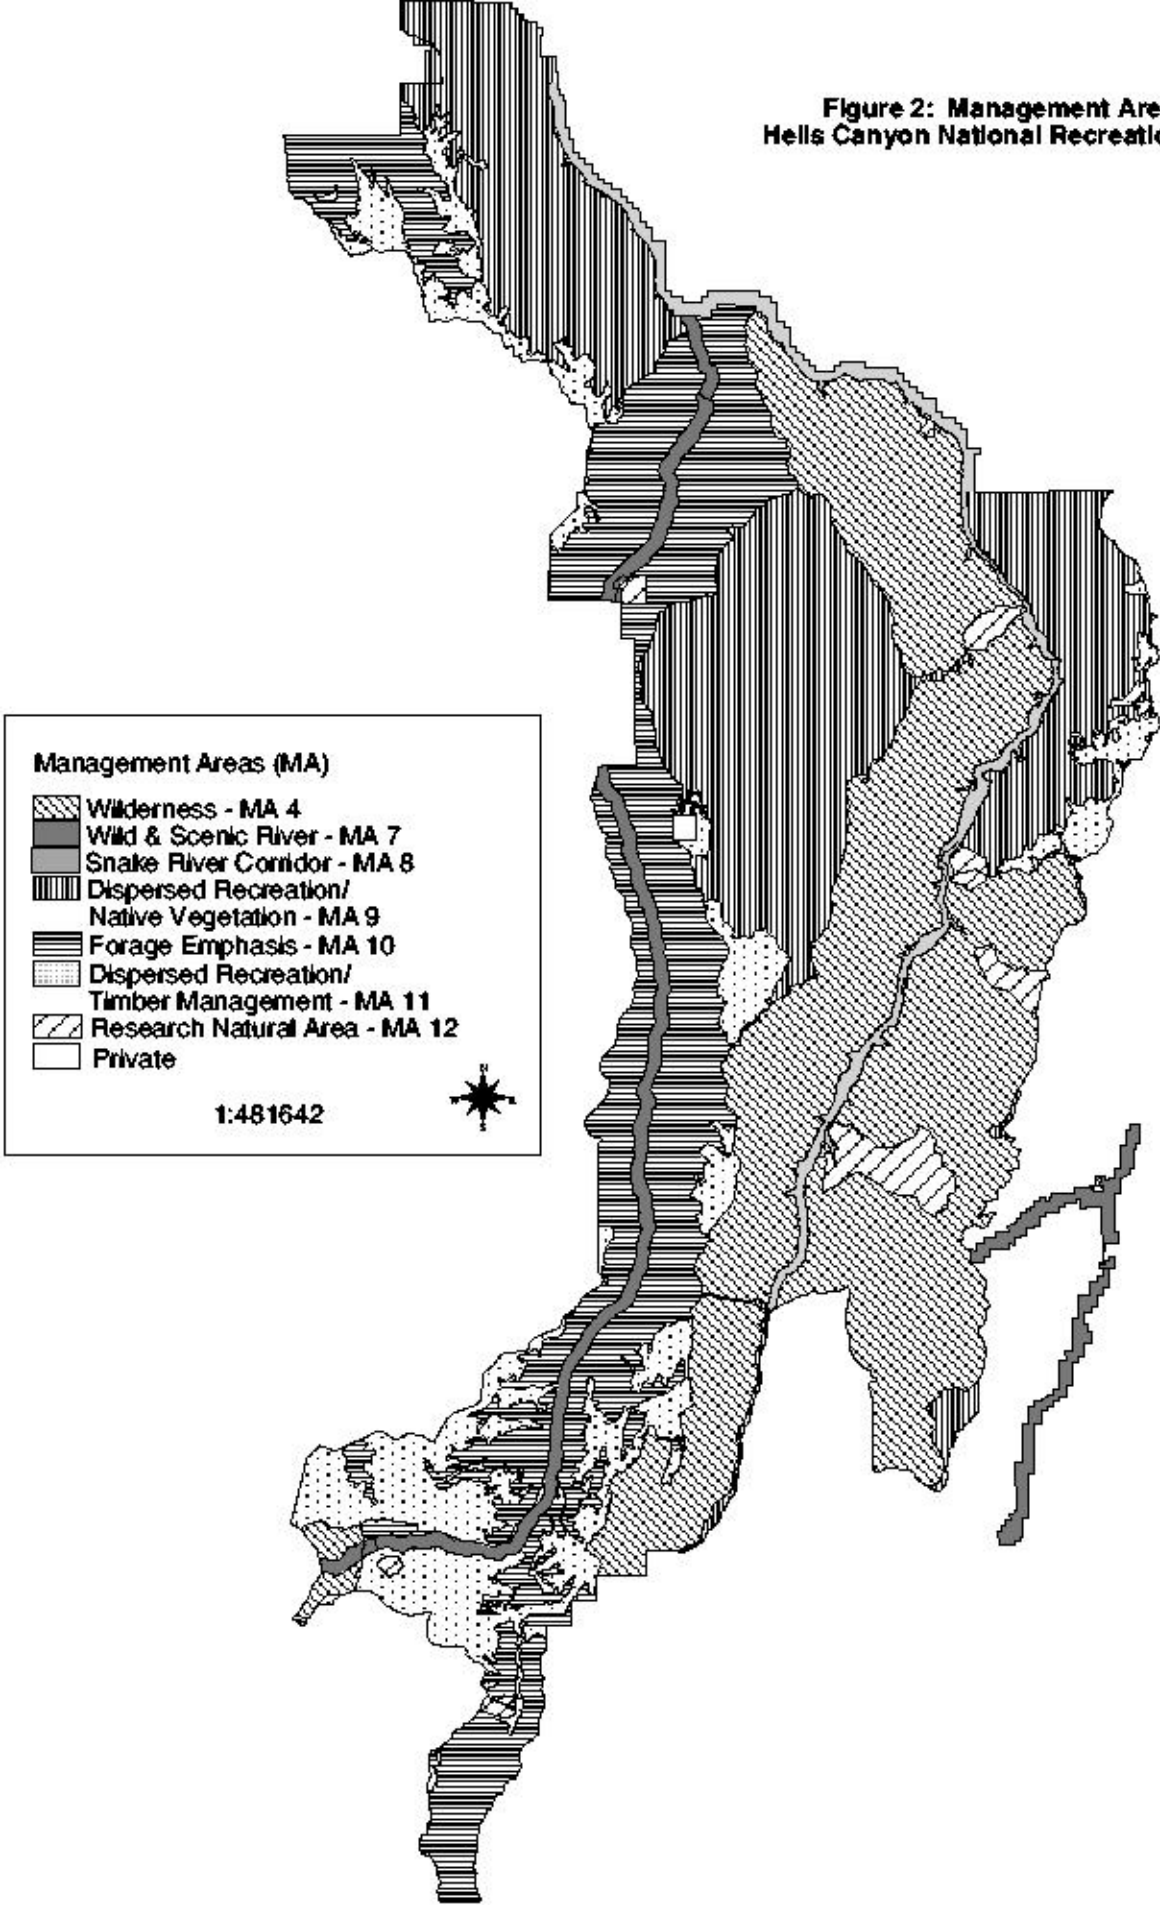 Figure 2: Management Are
Hells Canyon National Recreatio
Management Areas (MA)
Wilderness - MA 4
Wild & Scenic River - MA 7
Snake River Corridor - MA 8
Dispersed Recreation/
Native Vegetation - MA 9
Forage Emphasis - MA 10
Dispersed Recreation/
Timber Management - MA 11
Research Natural Area - MA 12
Private
N
W E
S
1:481642